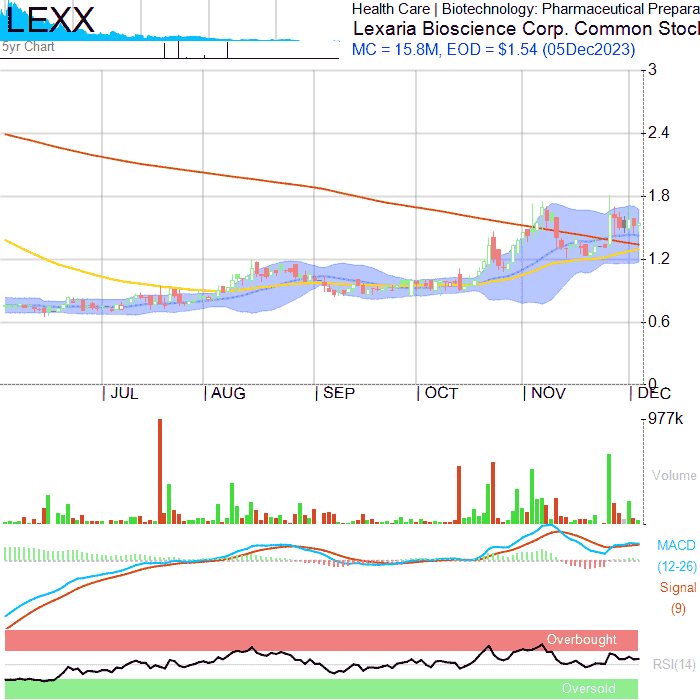 LEXX
5yr Chart
Health Care | Biotechnology: Pharmaceutical Prepara
Lexaria Bioscience Corp. Common Stock
MC = 15.8M, EOD = $1.54 (05Dec2023)
3
2.4
1.8
1.2
0.6
0
JUL AUG SEP OCT NOV DEC
977k
Volume
MACD
(12-26)
Signal
(9)
Overbought
RSI(14)
Oversold